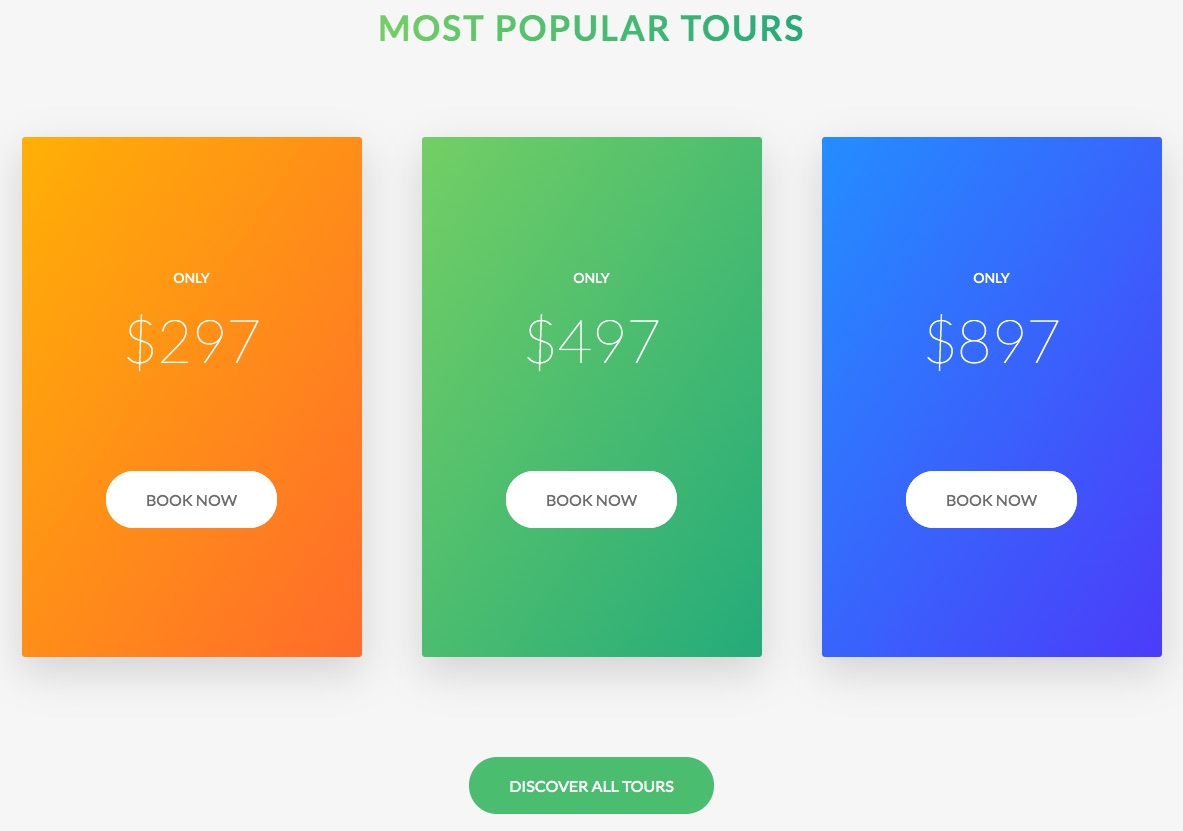 MOST POPULAR TOURS
ONLY
$297
BOOK NOW
ONLY
$497
BOOK NOW
ONLY
$897
BOOK NOW
DISCOVER ALL TOURS